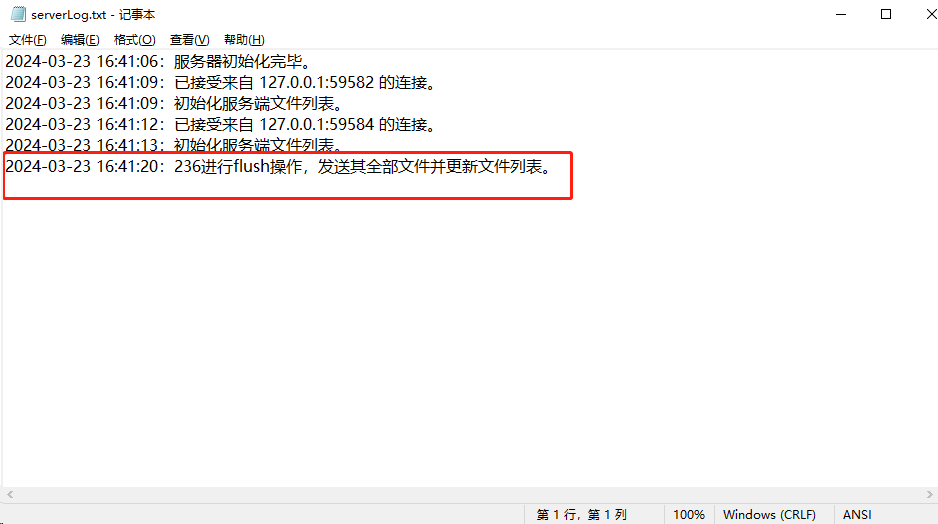 serverLog.txt - 记事本
文件(F) 编辑(E) 格式(O) 查看(V) 帮助(H)
2024-03-23 16:41:06：服务器初始化完毕。
2024-03-23 16:41:09：已接受来自 127.0.0.1:59582 的连接。
2024-03-23 16:41:09：初始化服务端文件列表。
2024-03-23 16:41:12：已接受来自 127.0.0.1:59584 的连接。
2024-03-23 16:41:13：初始化服务端文件列表。
2024-03-23 16:41:20：236进行flush操作，发送其全部文件并更新文件列表。
第 1 行，第 1 列 100% Windows (CRLF) ANSI